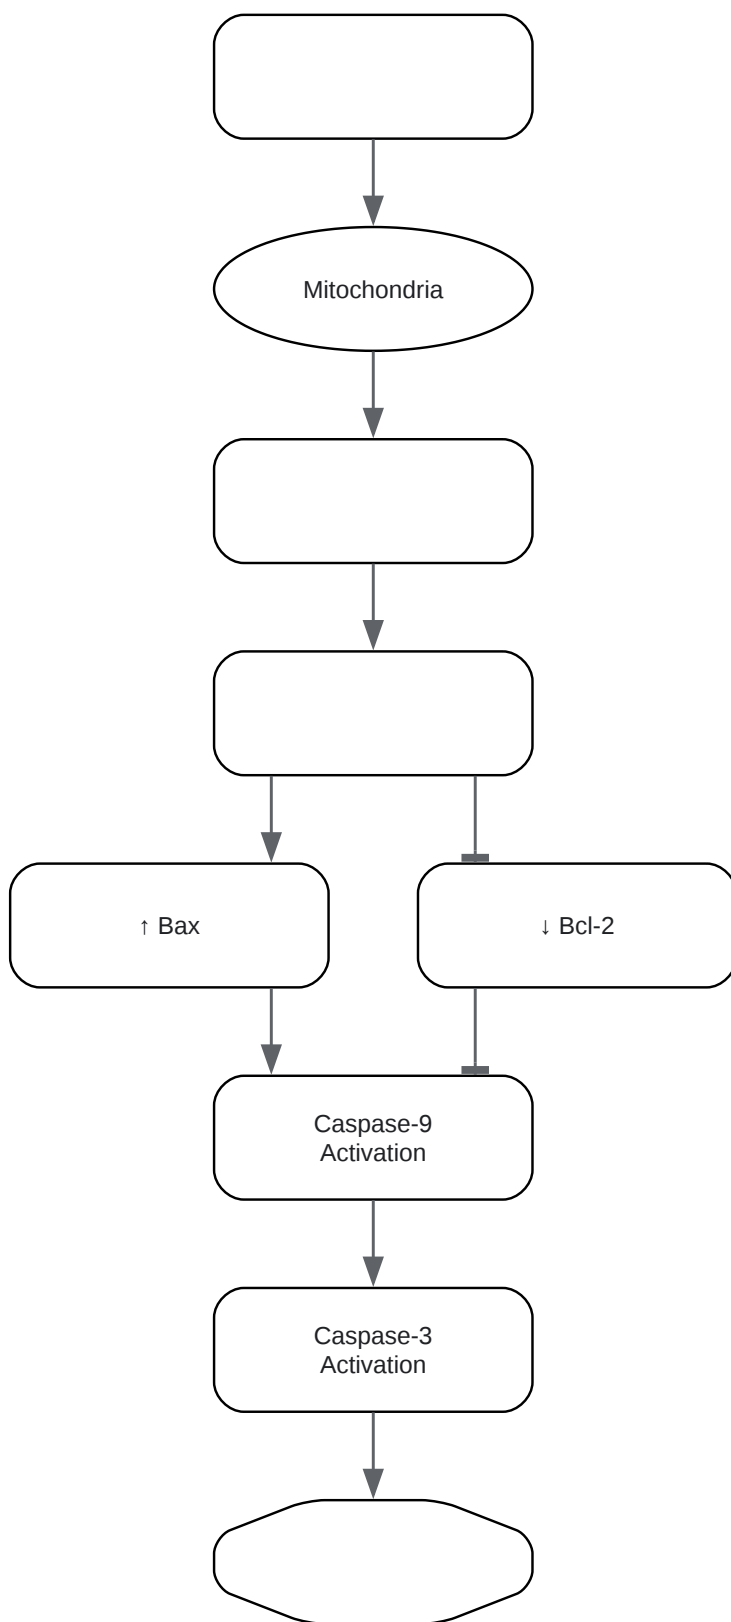 Mitochondria
↑ Bax
↓ Bcl-2
Caspase-9
Activation
Caspase-3
Activation